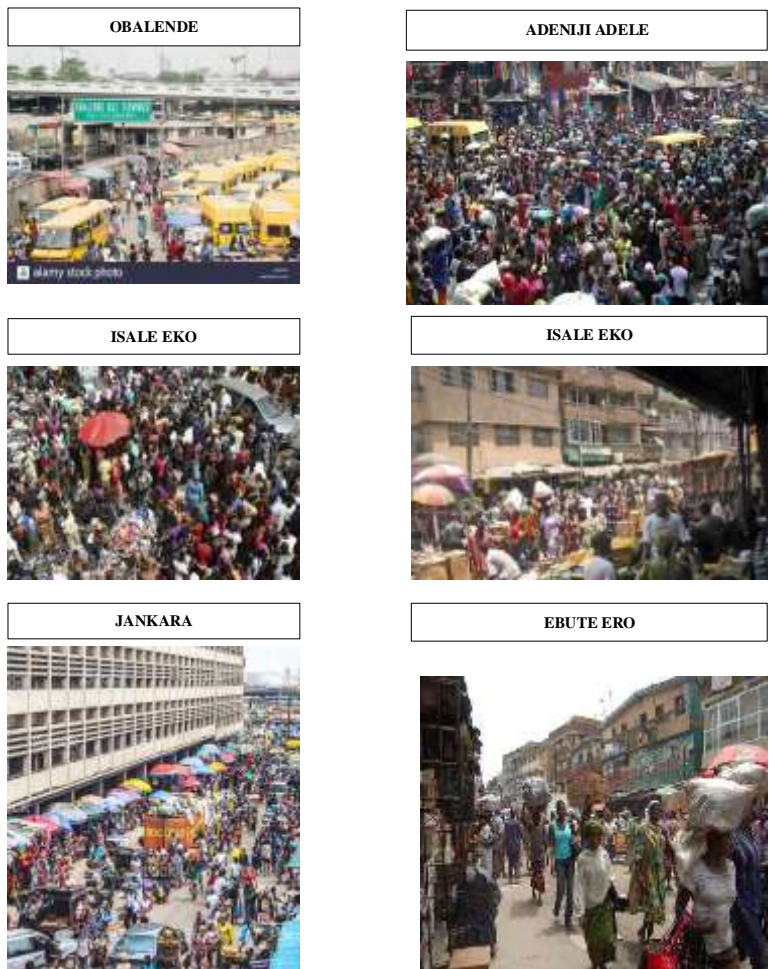 OBALENDE
ADENIJI ADELE
alamy stock photo
ISALE EKO
ISALE EKO
JANKARA
EBUTE ERO